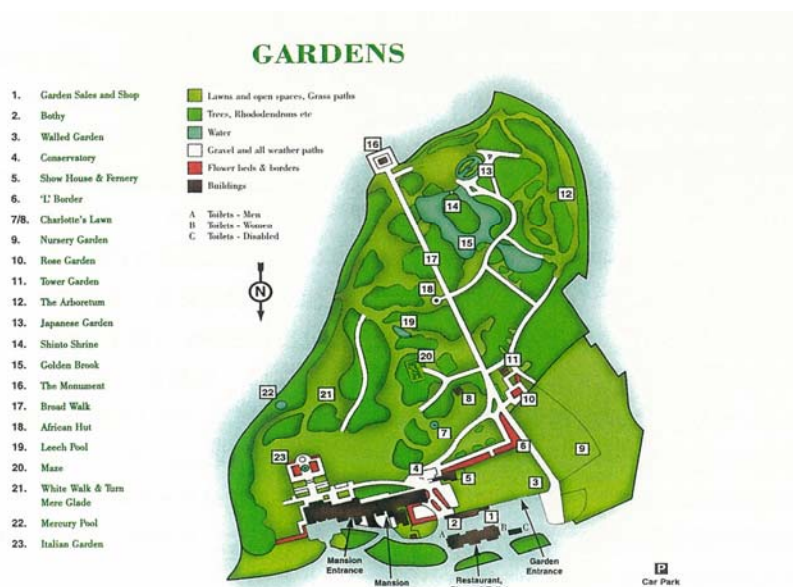 GARDENS
1. Garden Sales and Shop
2. Bothy
3. Walled Garden
4. Conservatory
5. Show House & Fernery
6. 'L' Border
7/8. Charlotte's Lawn
9. Nursery Garden
10. Rose Garden
11. Tower Garden
12. The Arboretum
13. Japanese Garden
14. Shinto Shrine
15. Golden Brook
16. The Monument
17. Broad Walk
18. African Hut
19. Leech Pool
20. Maze
21. White Walk & Turn
Mere Glade
22. Mercury Pool
23. Italian Garden
Lawns and open spaces, Grass paths
Trees, Rhododendrons etc
Water
Gravel and all weather paths
Flower beds & borders
Buildings
A Toilets - Men
B Toilets - Women
C Toilets - Disabled
N
16
13
12
14
15
17
18
19
20
11
21
8
10
22
7
6
9
23
4
5
3
2
1
A
B
C
Mansion
Entrance
Mansion
Restaurant,
Garden
Entrance
P
Car Park